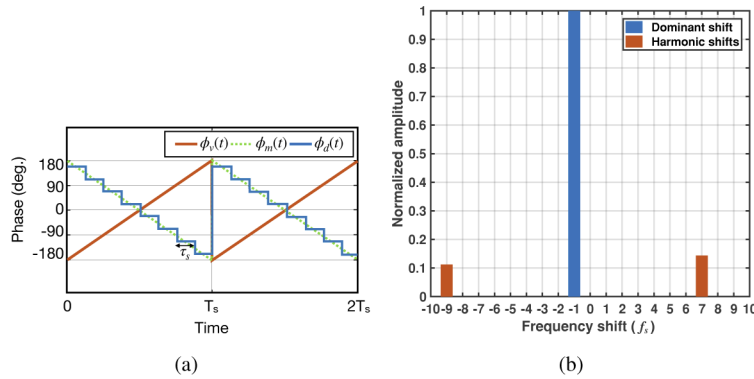 ϕv(t) ϕm(t) ϕd(t)
Phase (deg.)
180
90
0
-90
-180
τs
0 Ts 2Ts
Time
(a)
Dominant shift
Harmonic shifts
Normalized amplitude
1
0.9
0.8
0.7
0.6
0.5
0.4
0.3
0.2
0.1
0
-10 -9 -8 -7 -6 -5 -4 -3 -2 -1 0 1 2 3 4 5 6 7 8 9 10
Frequency shift (fs)
(b)